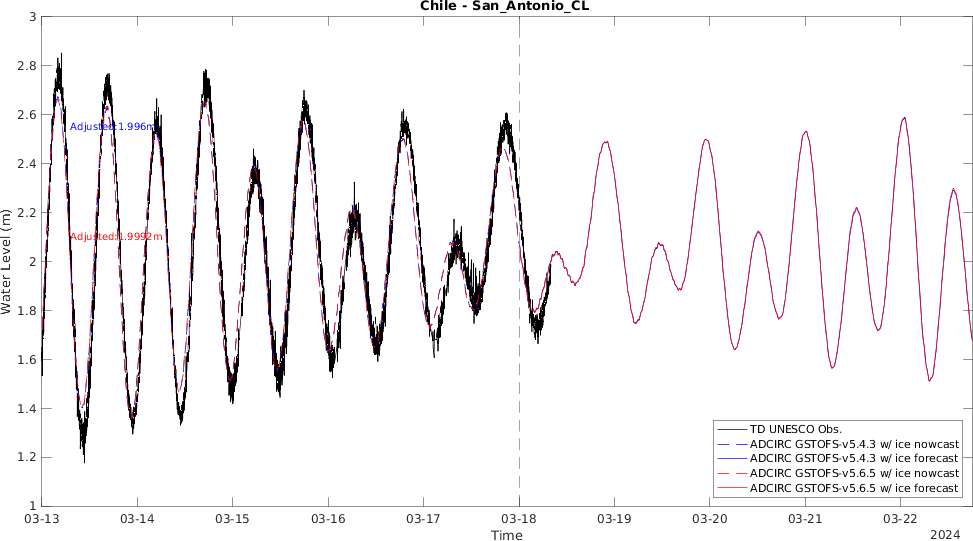 Chile - San_Antonio_CL
3
2.8
2.6
2.4
2.2
2
1.8
1.6
1.4
1.2
1
Water Level (m)
Adjusted:1.996m
Adjusted:1.9992m
TD UNESCO Obs.
ADCIRC GSTOFS-v5.4.3 w/ ice nowcast
ADCIRC GSTOFS-v5.4.3 w/ ice forecast
ADCIRC GSTOFS-v5.6.5 w/ ice nowcast
ADCIRC GSTOFS-v5.6.5 w/ ice forecast
03-13 03-14 03-15 03-16 03-17 03-18 03-19 03-20 03-21 03-22
Time
2024